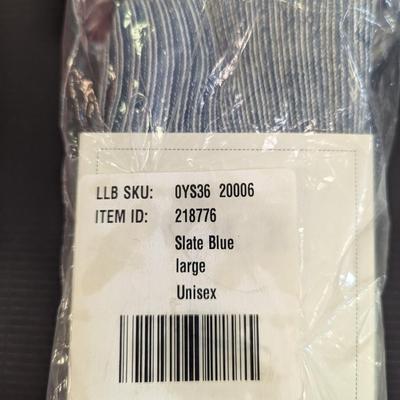 LLB SKU: 0YS36 20006
ITEM ID: 218776
Slate Blue
large
Unisex